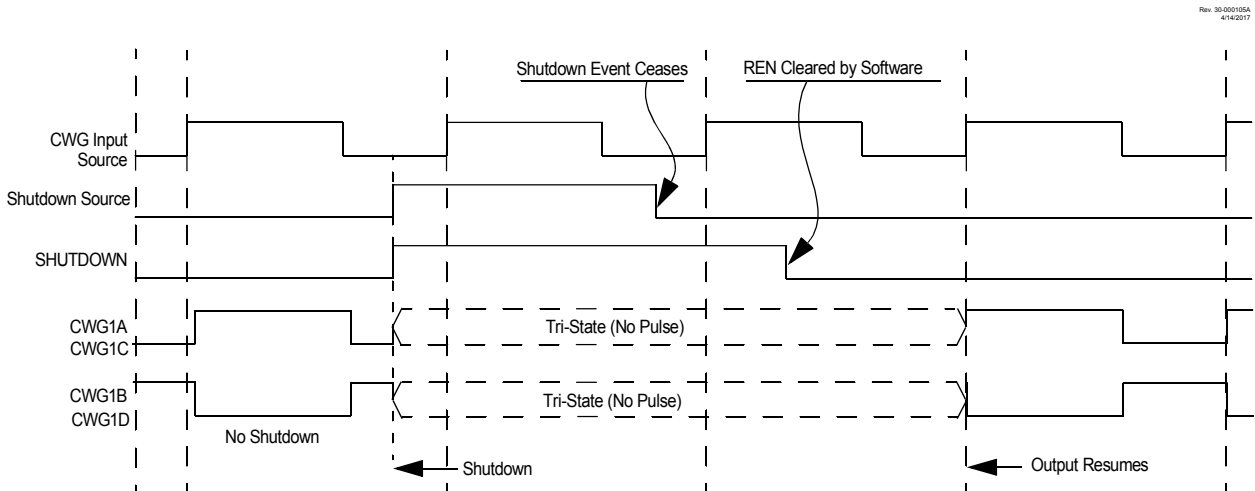 Rev. 30-000105A
4/14/2017
Shutdown Event Ceases
REN Cleared by Software
CWG Input
Source
Shutdown Source
SHUTDOWN
CWG1A
CWG1C
Tri-State (No Pulse)
CWG1B
CWG1D
Tri-State (No Pulse)
No Shutdown
Shutdown
Output Resumes